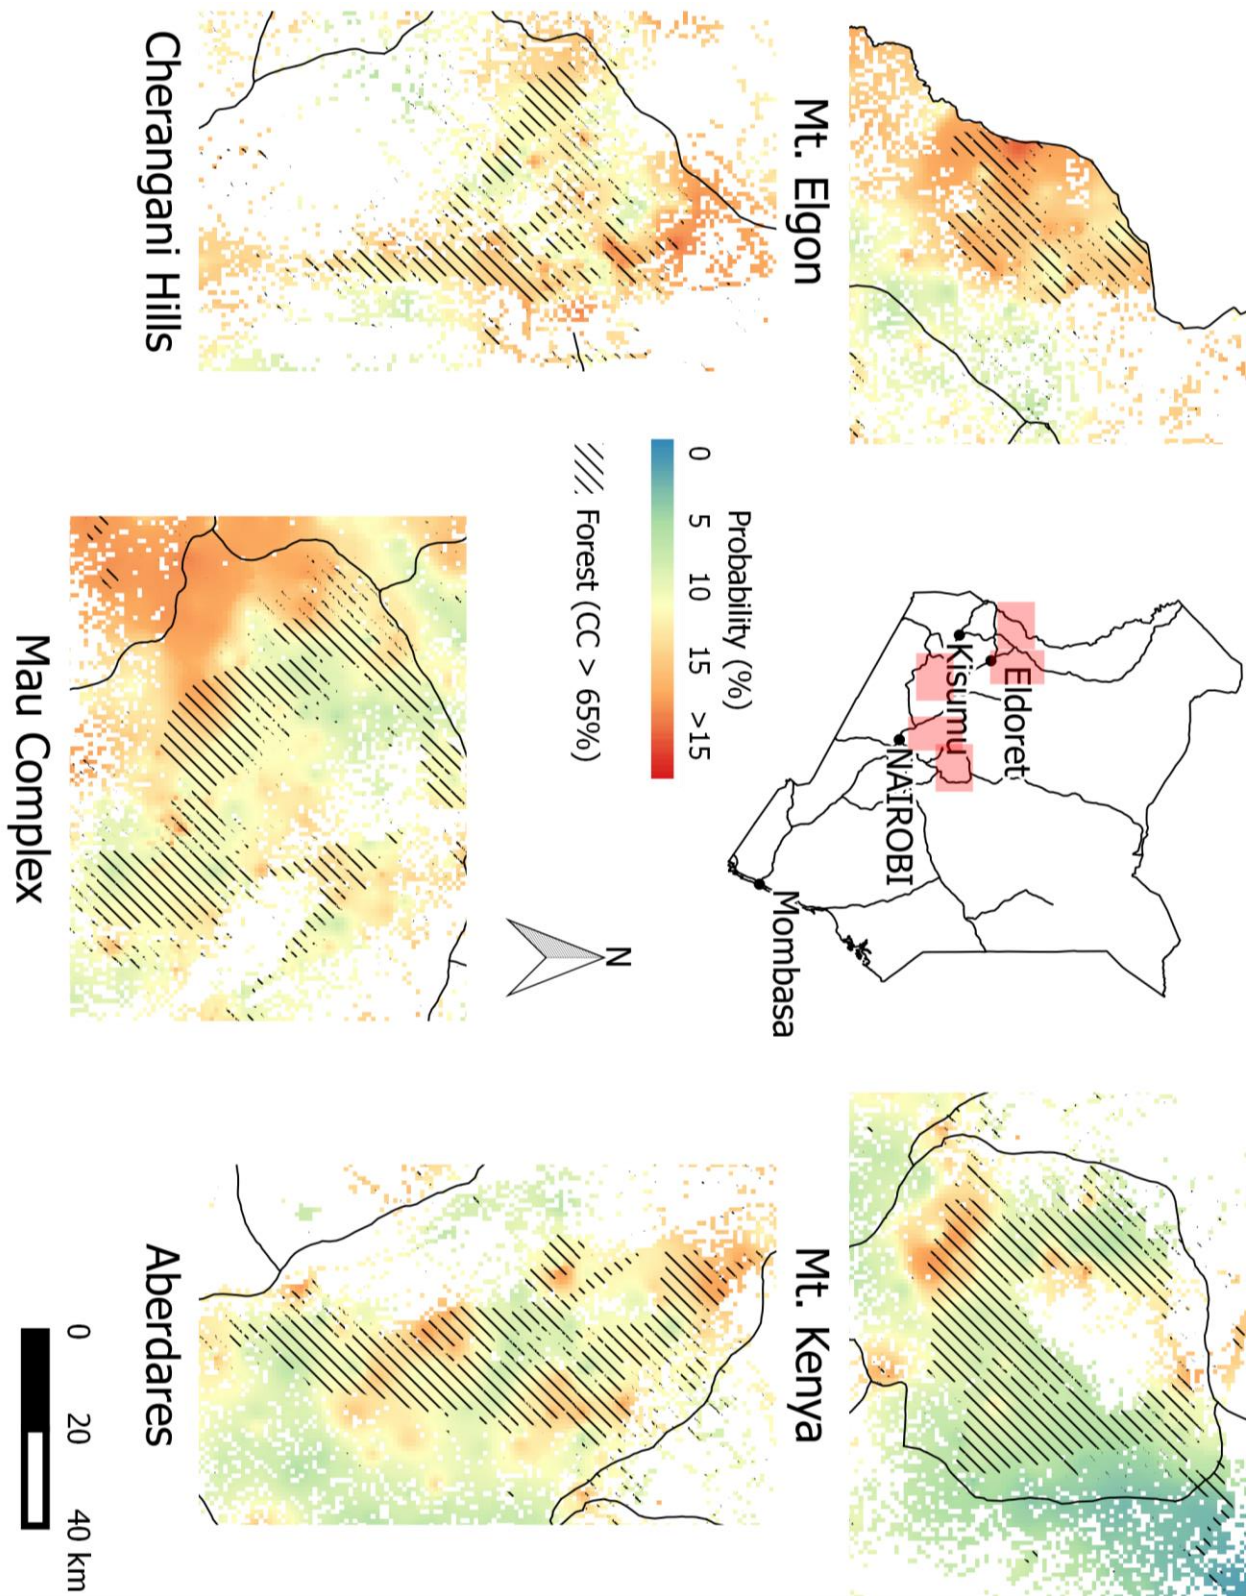 Mt. Elgon
Cherangani Hills
Eldoret
Kisumu
NAIROBI
Mombasa
Probability (%)
0 5 10 15 >15
Forest (CC > 65%)
N
Mau Complex
Mt. Kenya
Aberdares
0 20 40 km